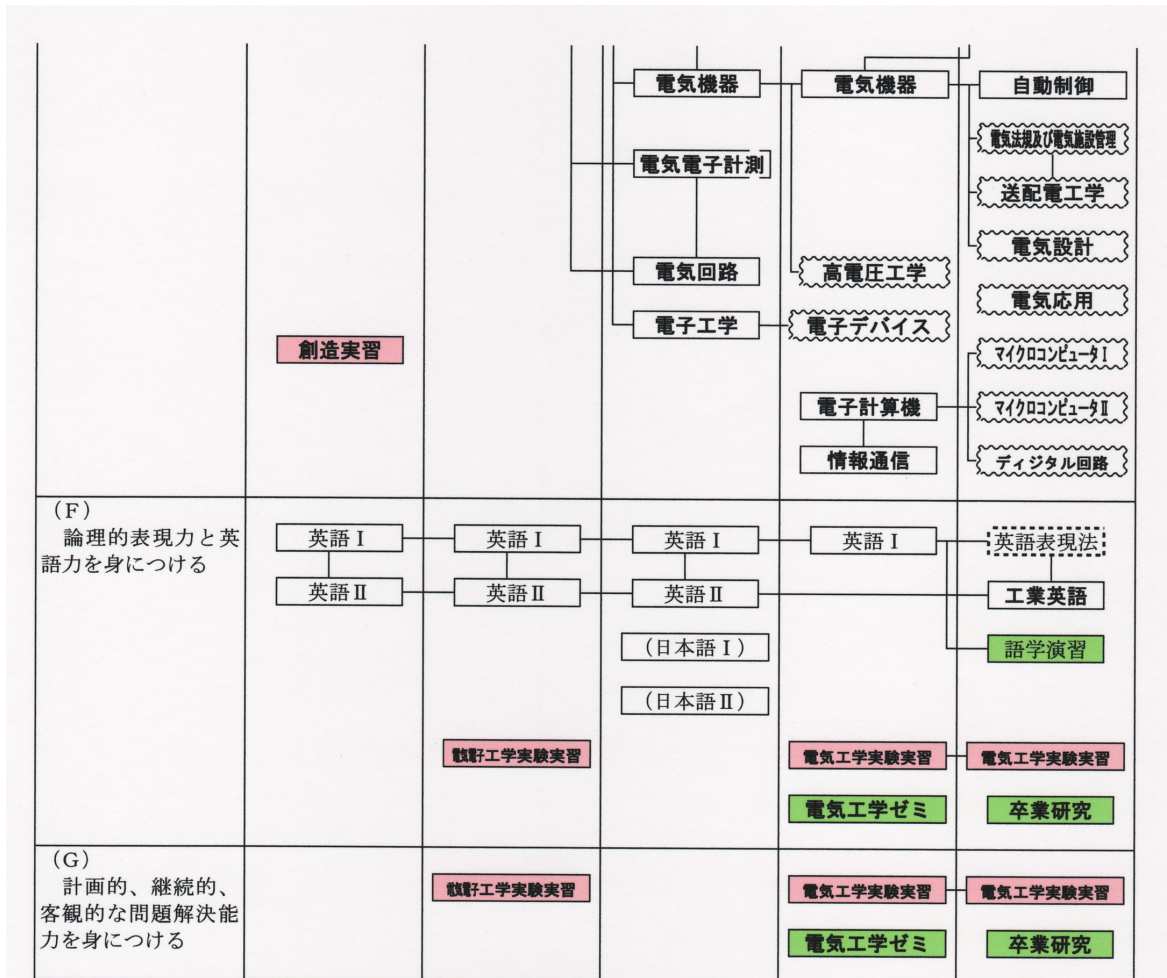 電気機器 電気機器 自動制御
電気法規及び電気施設管理
電気電子計測
送配電工学
電気設計
電気回路 高電圧工学
電気応用
電子工学 電子デバイス
創造実習
マイクロコンピュータⅠ
電子計算機 マイクロコンピュータⅡ
情報通信 ディジタル回路
(F)
論理的表現力と英
語力を身につける
英語Ⅰ 英語Ⅰ 英語Ⅰ 英語Ⅰ 英語表現法
英語Ⅱ 英語Ⅱ 英語Ⅱ 工業英語
(日本語Ⅰ) 語学演習
(日本語Ⅱ)
工学実験実習 電気工学実験実習 電気工学実験実習
電気工学ゼミ 卒業研究
(G)
計画的、継続的、
客観的な問題解決能
力を身につける
工学実験実習 電気工学実験実習 電気工学実験実習
電気工学ゼミ 卒業研究